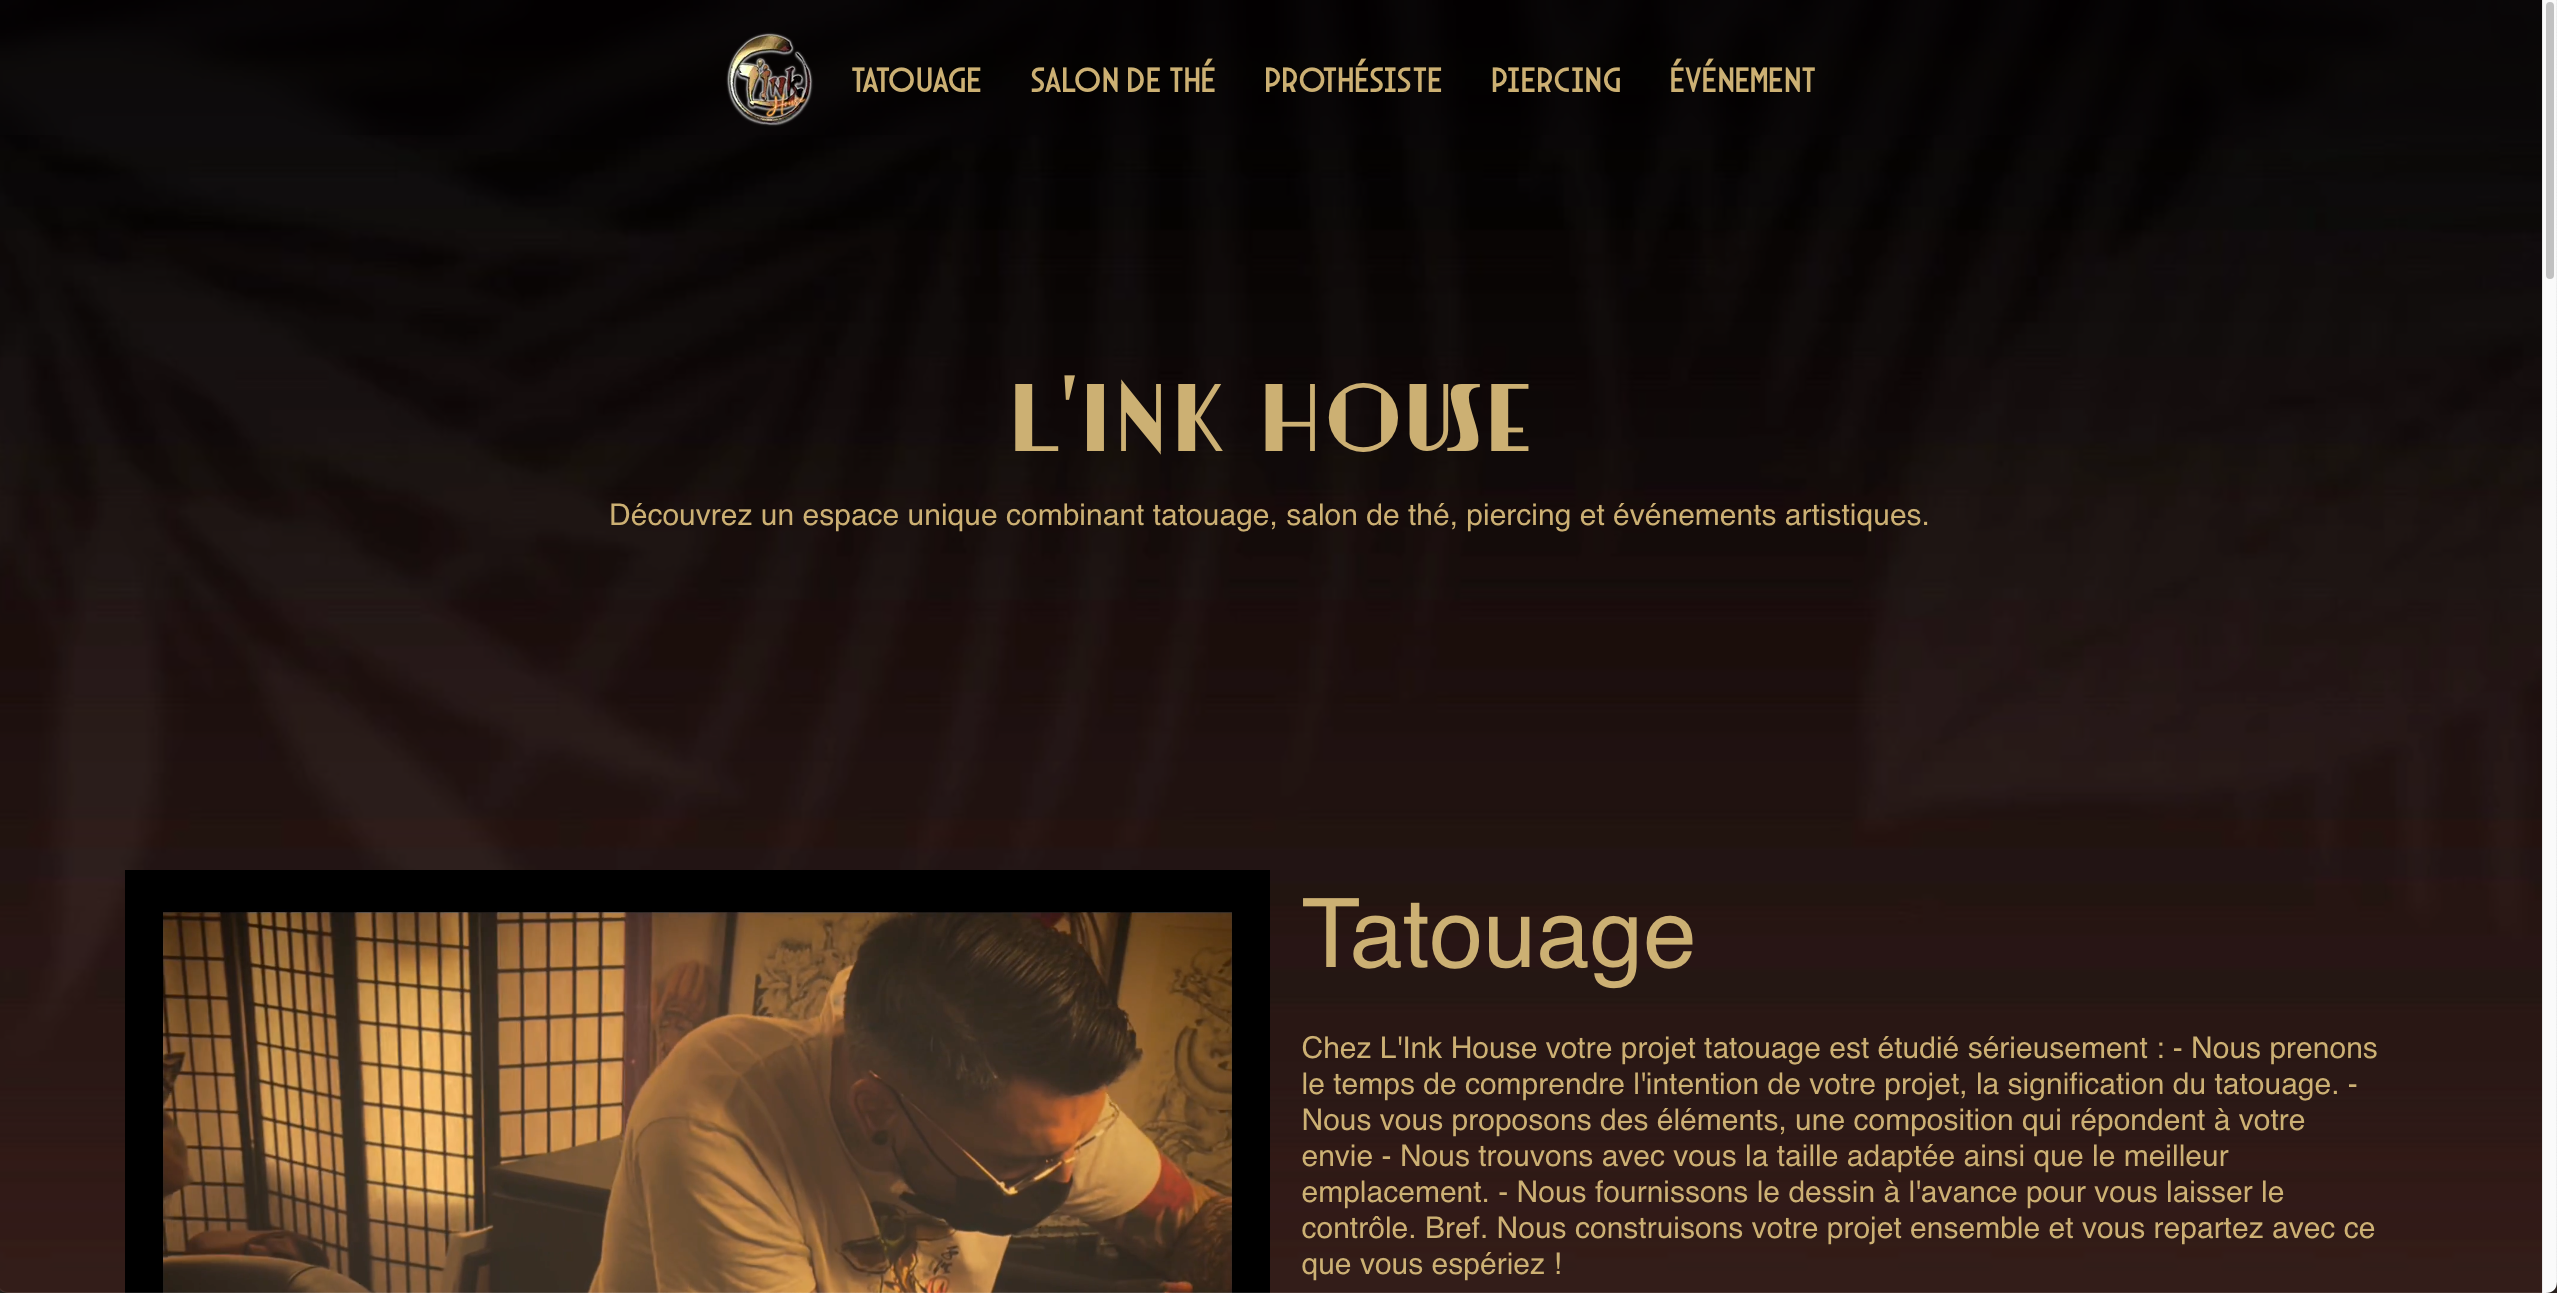 L'ink House
TATOUAGE SALON DE THÉ PROTHÉSISTE PIERCING ÉVÉNEMENT
L'INK HOUSE
Découvrez un espace unique combinant tatouage, salon de thé, piercing et événements artistiques.
Tatouage
Chez L'Ink House votre projet tatouage est étudié sérieusement : - Nous prenons
le temps de comprendre l'intention de votre projet, la signification du tatouage. -
Nous vous proposons des éléments, une composition qui répondent à votre
envie - Nous trouvons avec vous la taille adaptée ainsi que le meilleur
emplacement. - Nous fournissons le dessin à l'avance pour vous laisser le
contrôle. Bref. Nous construisons votre projet ensemble et vous repartez avec ce
que vous espériez !